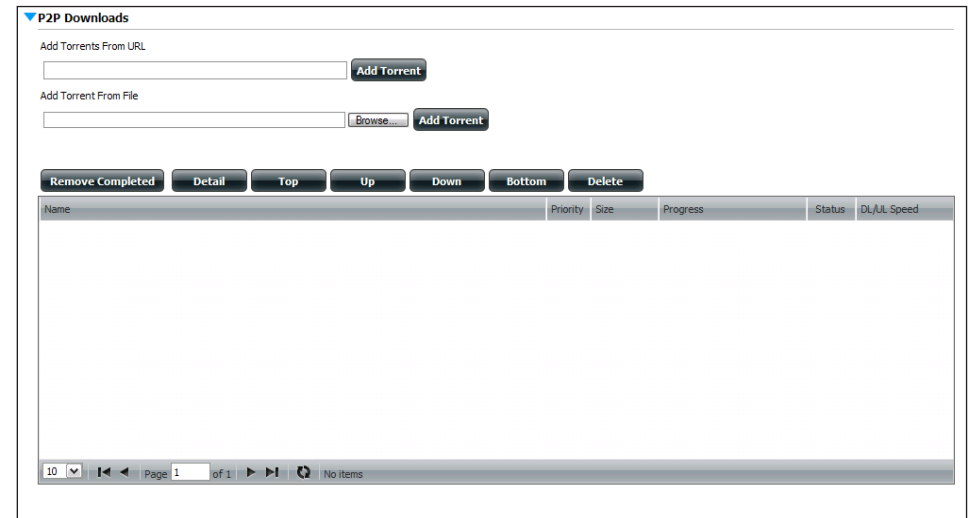 P2P Downloads
Add Torrents From URL
Add Torrent
Add Torrent From File
Browse... Add Torrent
Remove Completed Detail Top Up Down Bottom Delete
Name Priority Size Progress Status DL/UL Speed
10 Page 1 of 1 No items